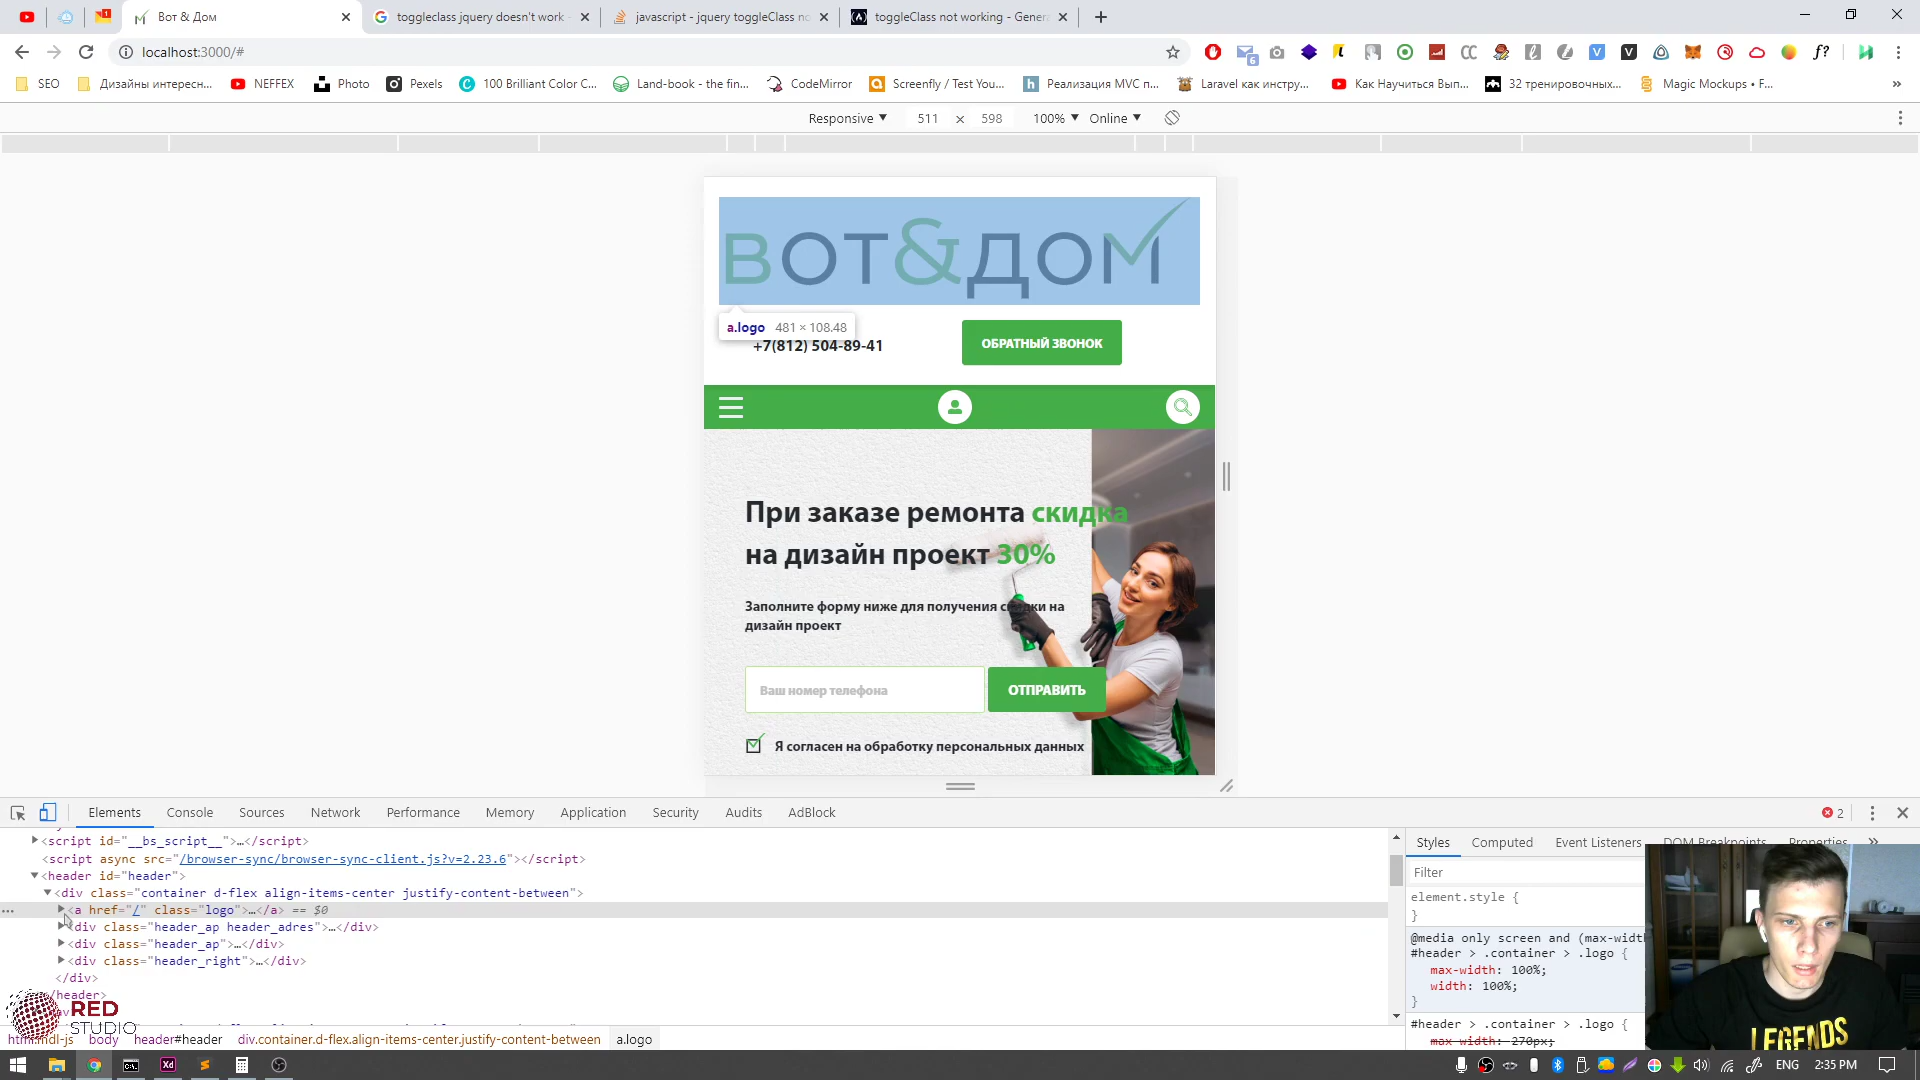 Вот & Дом
toggleclass jquery doesn't work -
javascript - jquery toggleClass no
toggleClass not working - Genera
localhost:3000/#
SEO
Дизайны интересн...
NEFFEX
Photo
Pexels
100 Brilliant Color C...
Land-book - the fin...
CodeMirror
Screenfly / Test You...
Реализация MVC п...
Laravel как инстру...
Как Научиться Вып...
32 тренировочных...
Magic Mockups • F...
»
Responsive ▼ 511 × 598 100% ▼ Online ▼
вот&дом
a.logo 481 × 108.48
+7(812) 504-89-41
ОБРАТНЫЙ ЗВОНОК
При заказе ремонта скидка
на дизайн проект 30%
Заполните форму ниже для получения скидки на
дизайн проект
Ваш номер телефона
ОТПРАВИТЬ
Я согласен на обработку персональных данных
Elements Console Sources Network Performance Memory Application Security Audits AdBlock
2
<script id="__bs_script__">…</script>
<script async src="/browser-sync/browser-sync-client.js?v=2.23.6"></script>
<header id="header">
<div class="container d-flex align-items-center justify-content-between">
<a href="/" class="logo">…</a> == $0
<div class="header_ap header_adres">…</div>
<div class="header_ap">…</div>
<div class="header_right">…</div>
</div>
/header>
RED
STUDIO
body header#header div.container.d-flex.align-items-center.justify-content-between a.logo
Styles Computed Event Listeners DOM Breakpoints Properties »
Filter
element.style {
}
@media only screen and (max-widt
#header > .container > .logo {
max-width: 100%;
width: 100%;
}
#header > .container > .logo {
max-width: 270px;
LEGENDS
ENG 2:35 PM